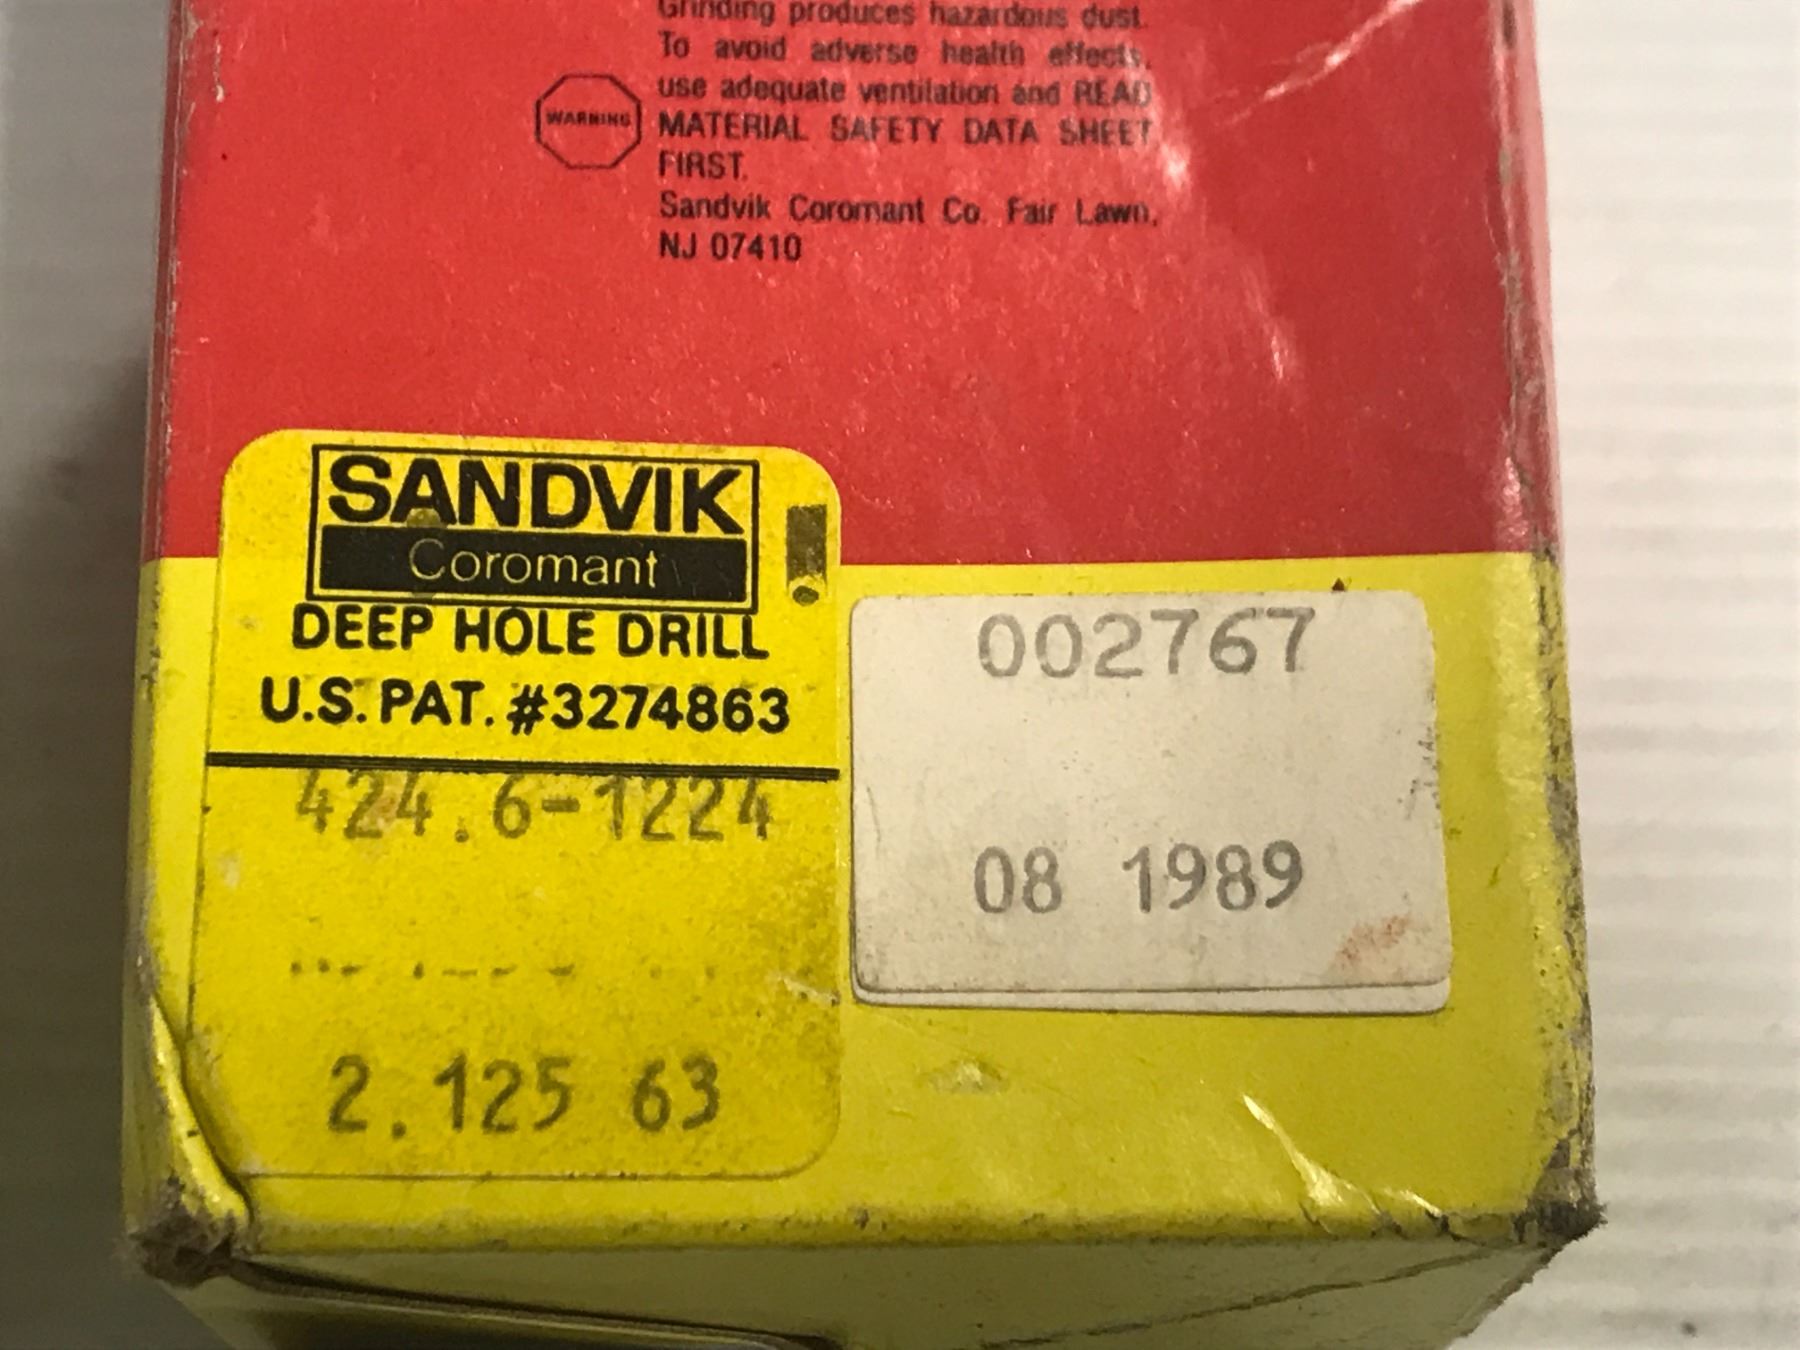 Grinding produces hazardous dust.
To avoid adverse health effects,
use adequate ventilation and READ
WARNING
MATERIAL SAFETY DATA SHEET
FIRST.
Sandvik Coromant Co. Fair Lawn,
NJ 07410
SANDVIK
Coromant
DEEP HOLE DRILL
U.S. PAT. #3274863
424.6-1224
2.125 63
002767
08 1989